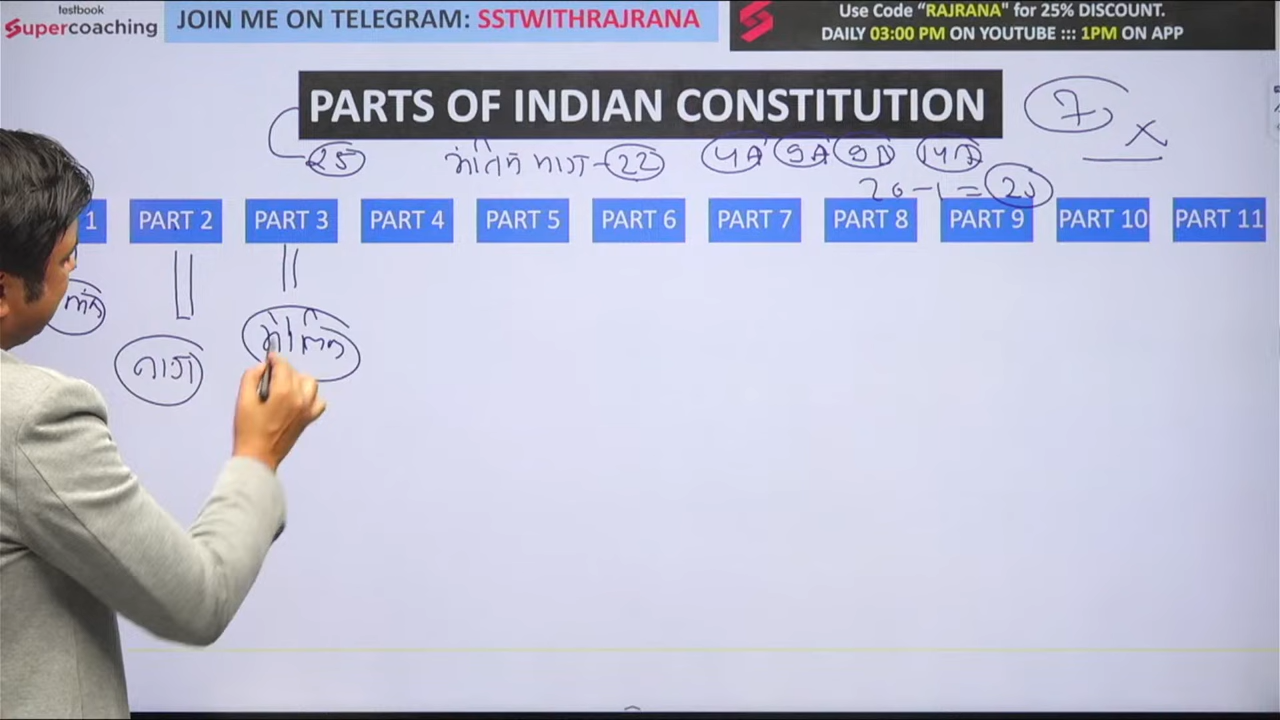 testbook
Supercoaching
JOIN ME ON TELEGRAM: SSTWITHRAJRANA
Use Code “RAJRANA" for 25% DISCOUNT.
DAILY 03:00 PM ON YOUTUBE ::: 1PM ON APP
PARTS OF INDIAN CONSTITUTION
7 X
25 अंतिम भाग - 22 4A 9A 9B 14A
20-1 = 20
1 PART 2 PART 3 PART 4 PART 5 PART 6 PART 7 PART 8 PART 9 PART 10 PART 11
नाग